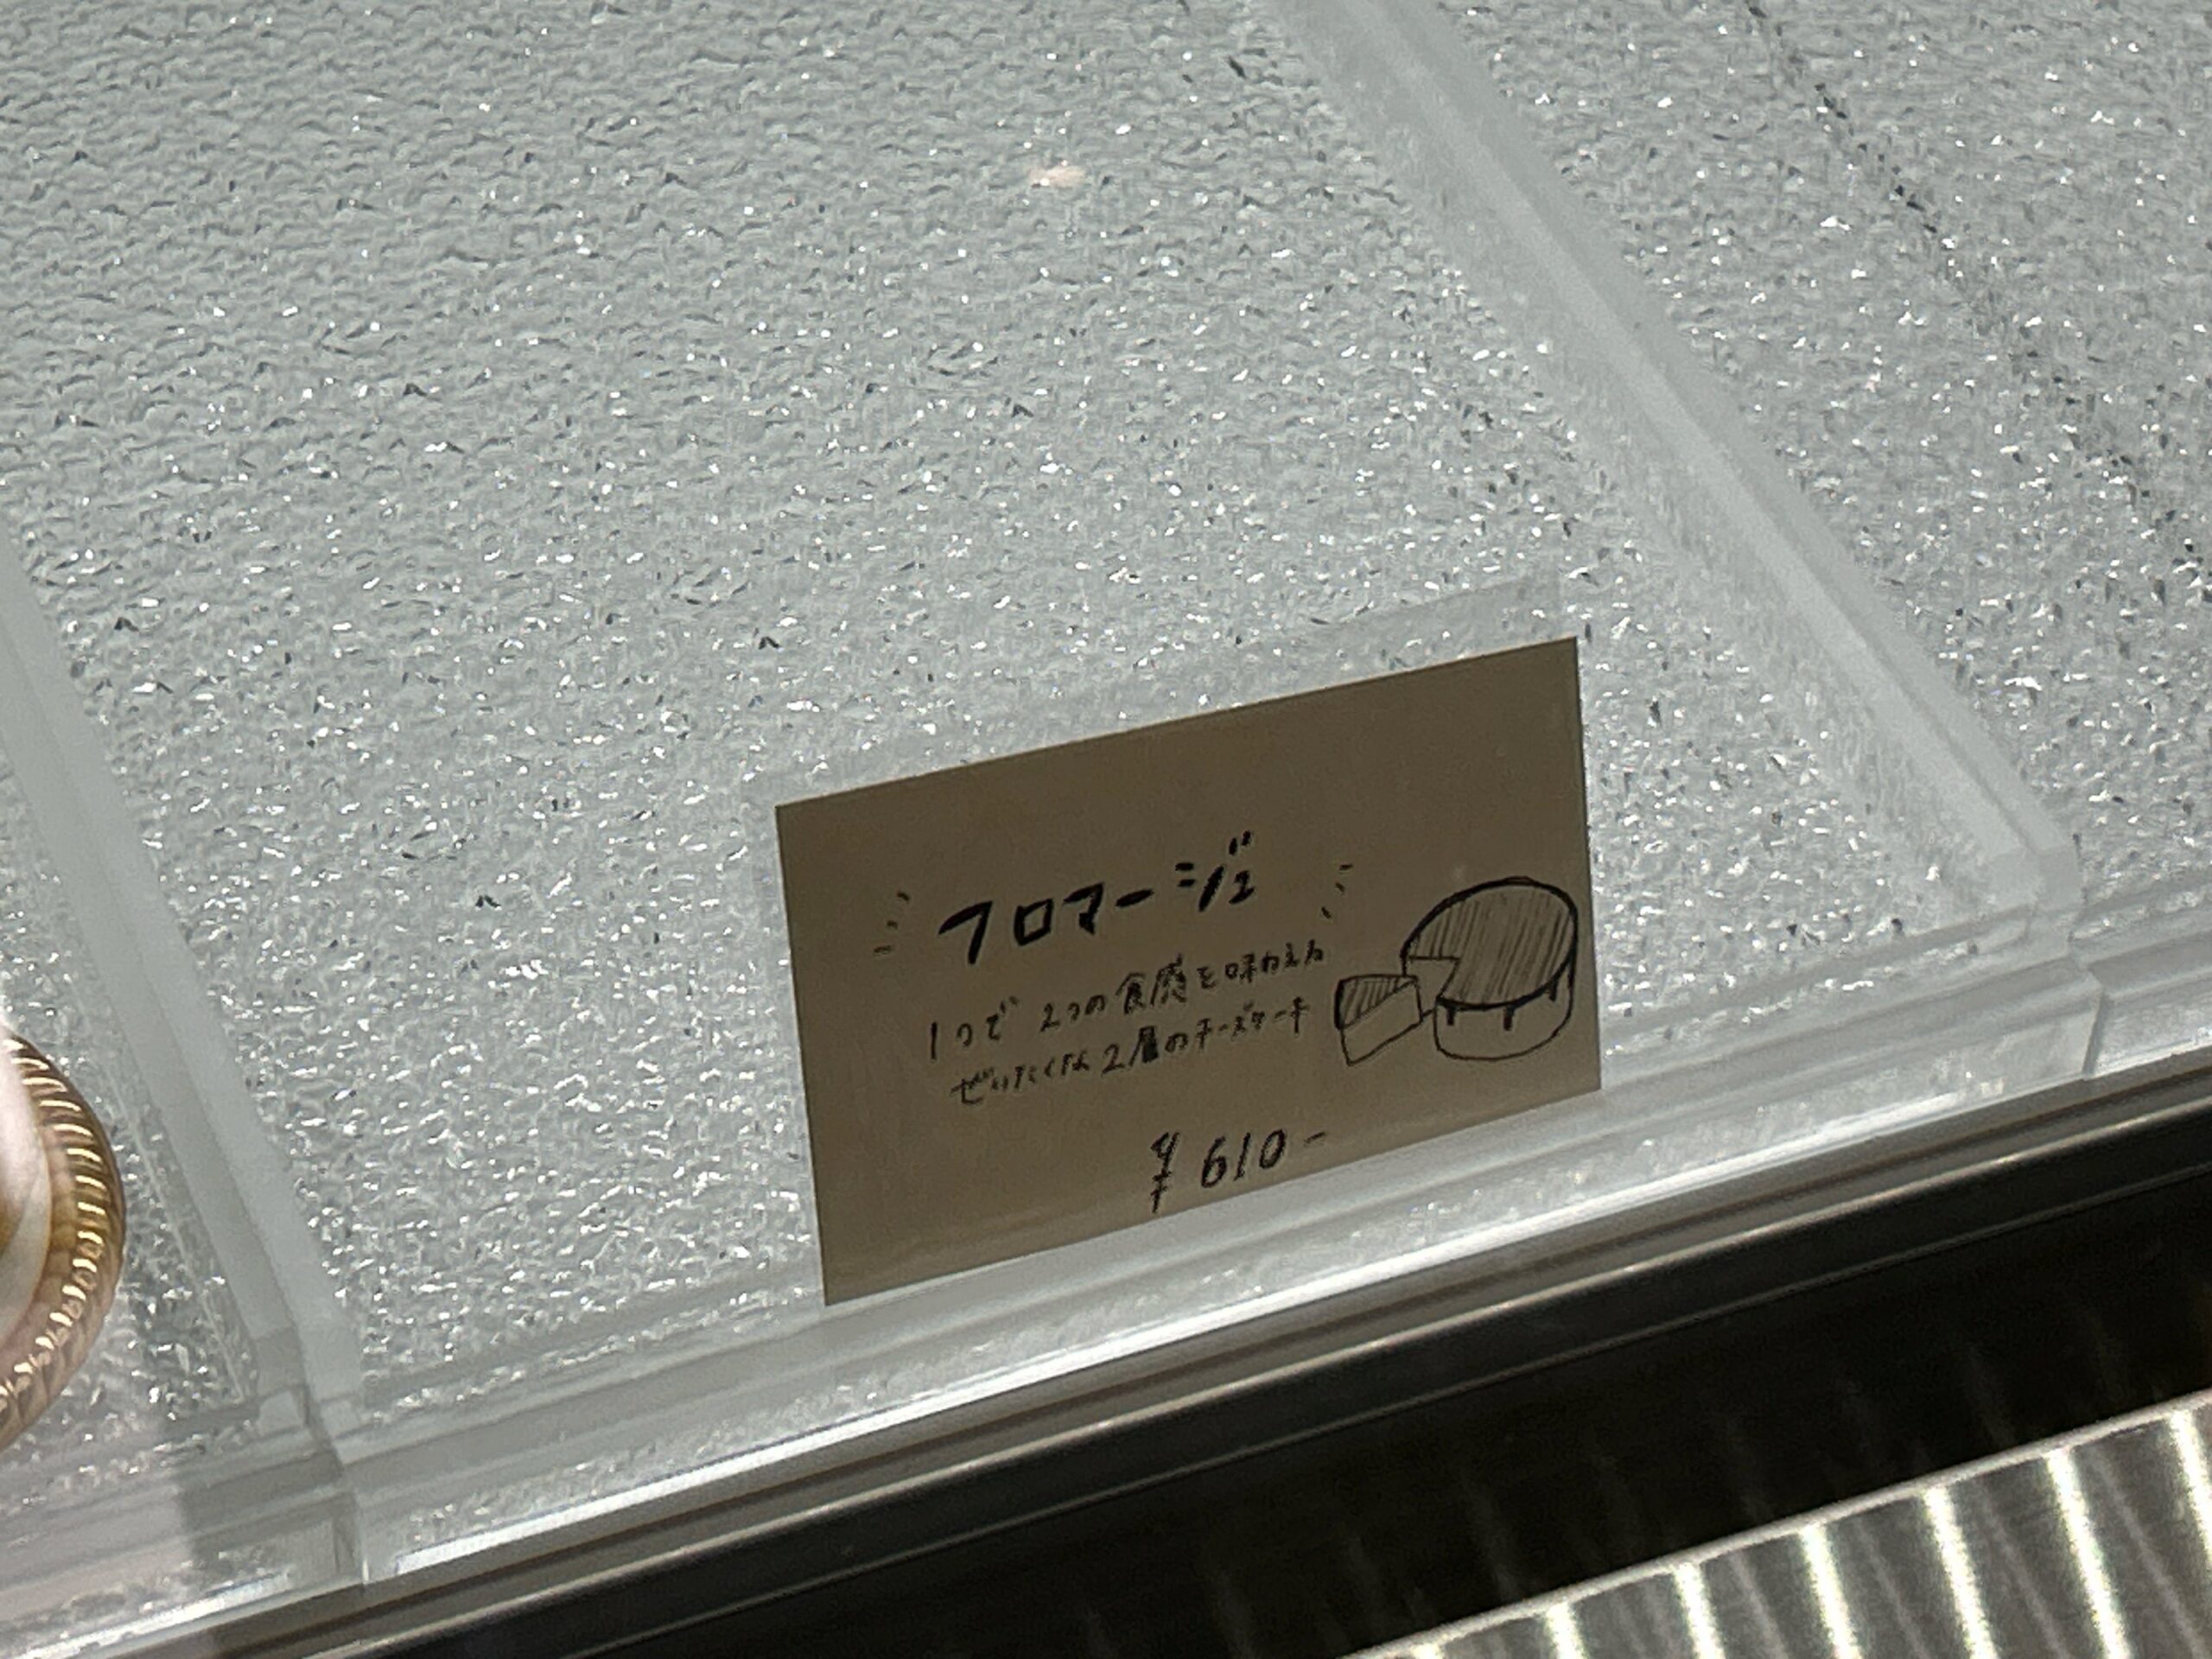 フロマージュ
1つで 2つの食感を味わえる
ぜいたくな2層のチーズケーキ
¥610-